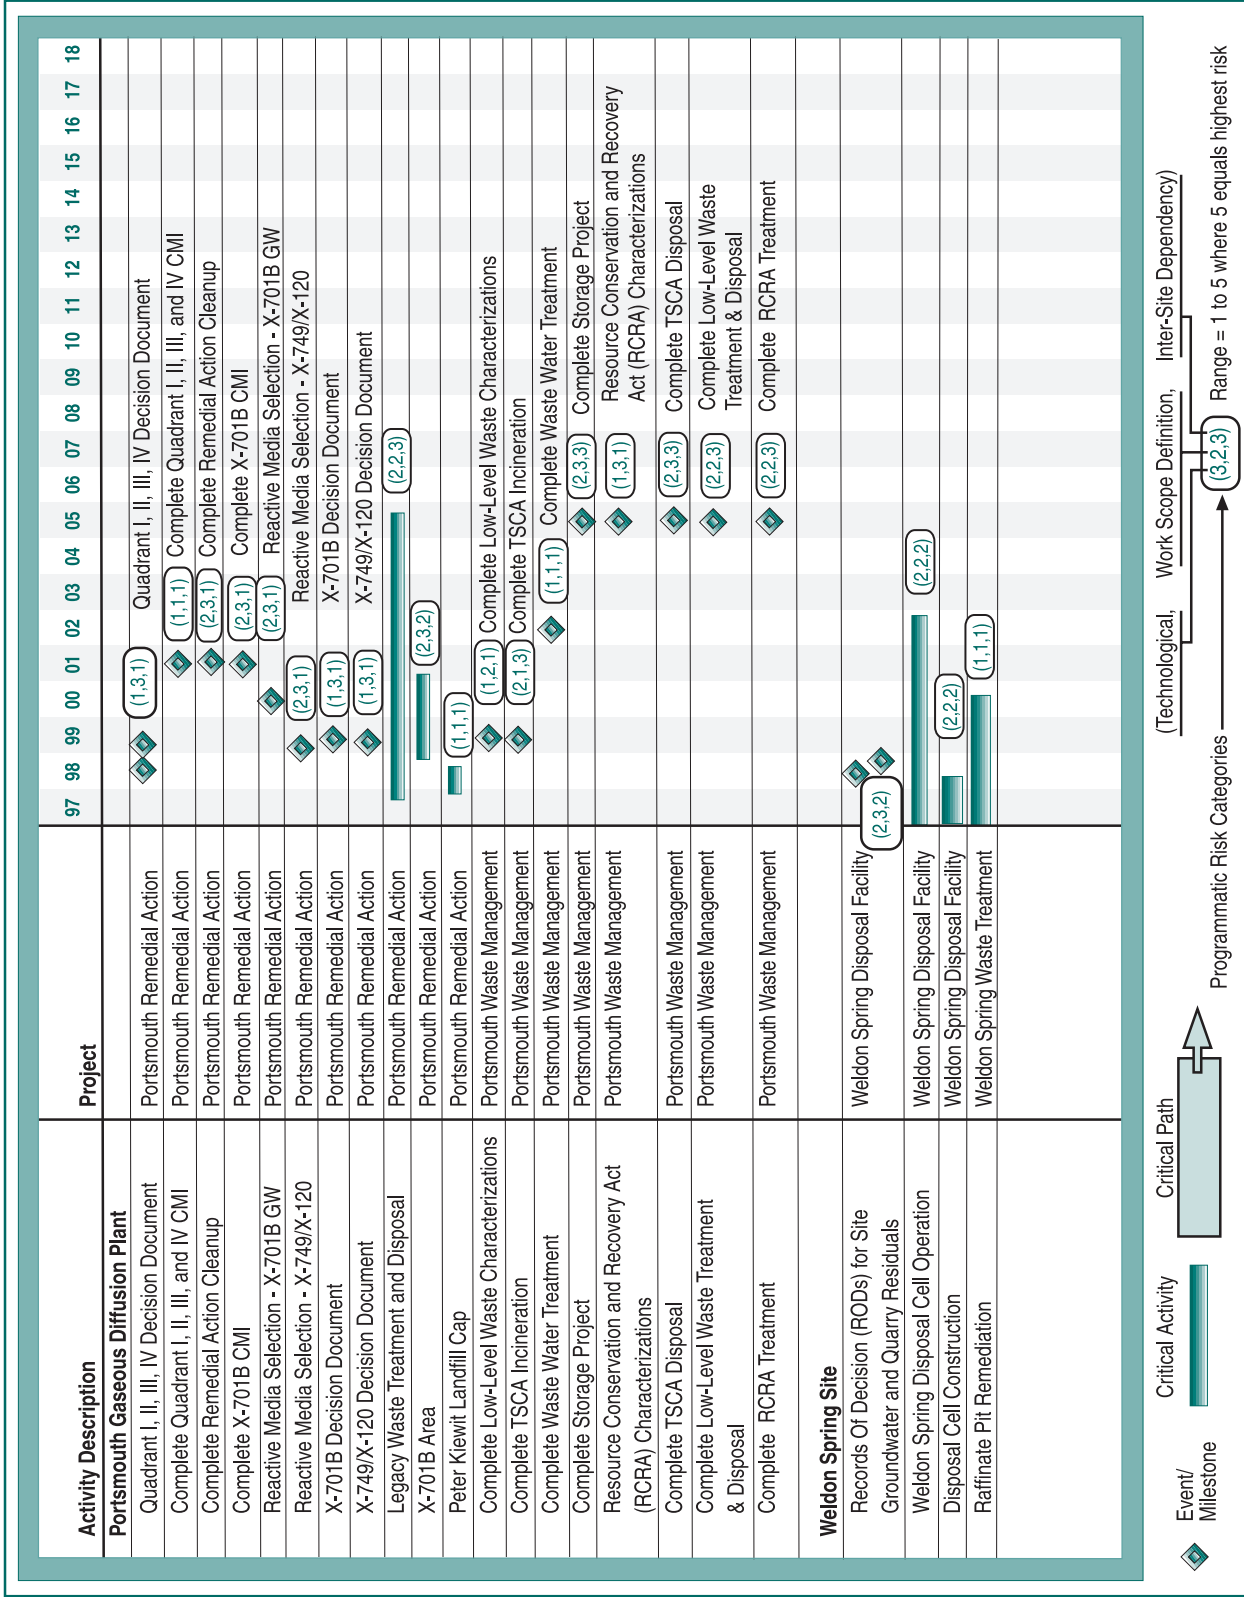 Activity Description
Project
97 98 99 00 01 02 03 04 05 06 07 08 09 10 11 12 13 14 15 16 17 18
Portsmouth Gaseous Diffusion Plant
Quadrant I, II, III, IV Decision Document
Portsmouth Remedial Action
(1,3,1)
Quadrant I, II, III, IV Decision Document
Complete Quadrant I, II, III, and IV CMI
Portsmouth Remedial Action
(1,1,1)
Complete Quadrant I, II, III, and IV CMI
Complete Remedial Action Cleanup
Portsmouth Remedial Action
(2,3,1)
Complete Remedial Action Cleanup
Complete X-701B CMI
Portsmouth Remedial Action
(2,3,1)
Complete X-701B CMI
Reactive Media Selection - X-701B GW
Portsmouth Remedial Action
(2,3,1)
Reactive Media Selection - X-701B GW
Reactive Media Selection - X-749/X-120
Portsmouth Remedial Action
(2,3,1)
Reactive Media Selection - X-749/X-120
X-701B Decision Document
Portsmouth Remedial Action
(1,3,1)
X-701B Decision Document
X-749/X-120 Decision Document
Portsmouth Remedial Action
(1,3,1)
X-749/X-120 Decision Document
Legacy Waste Treatment and Disposal
Portsmouth Remedial Action
(2,2,3)
X-701B Area
Portsmouth Remedial Action
(2,3,2)
Peter Kiewit Landfill Cap
Portsmouth Remedial Action
(1,1,1)
Complete Low-Level Waste Characterizations
Portsmouth Waste Management
(1,2,1)
Complete Low-Level Waste Characterizations
Complete TSCA Incineration
Portsmouth Waste Management
(2,1,3)
Complete TSCA Incineration
Complete Waste Water Treatment
Portsmouth Waste Management
(1,1,1)
Complete Waste Water Treatment
Complete Storage Project
Portsmouth Waste Management
(2,3,3)
Complete Storage Project
Resource Conservation and Recovery Act
(RCRA) Characterizations
Portsmouth Waste Management
(1,3,1)
Resource Conservation and Recovery
Act (RCRA) Characterizations
Complete TSCA Disposal
Portsmouth Waste Management
(2,3,3)
Complete TSCA Disposal
Complete Low-Level Waste Treatment
& Disposal
Portsmouth Waste Management
(2,2,3)
Complete Low-Level Waste
Treatment & Disposal
Complete RCRA Treatment
Portsmouth Waste Management
(2,2,3)
Complete RCRA Treatment
Weldon Spring Site
Records Of Decision (RODs) for Site
Groundwater and Quarry Residuals
Weldon Spring Disposal Facility
(2,3,2)
Weldon Spring Disposal Cell Operation
Weldon Spring Disposal Facility
(2,2,2)
Disposal Cell Construction
Weldon Spring Disposal Facility
(2,2,2)
Raffinate Pit Remediation
Weldon Spring Waste Treatment
(1,1,1)
Event/
Milestone
Critical Activity
Critical Path
(Technological, Work Scope Definition, Inter-Site Dependency)
Programmatic Risk Categories
(3,2,3)
Range = 1 to 5 where 5 equals highest risk